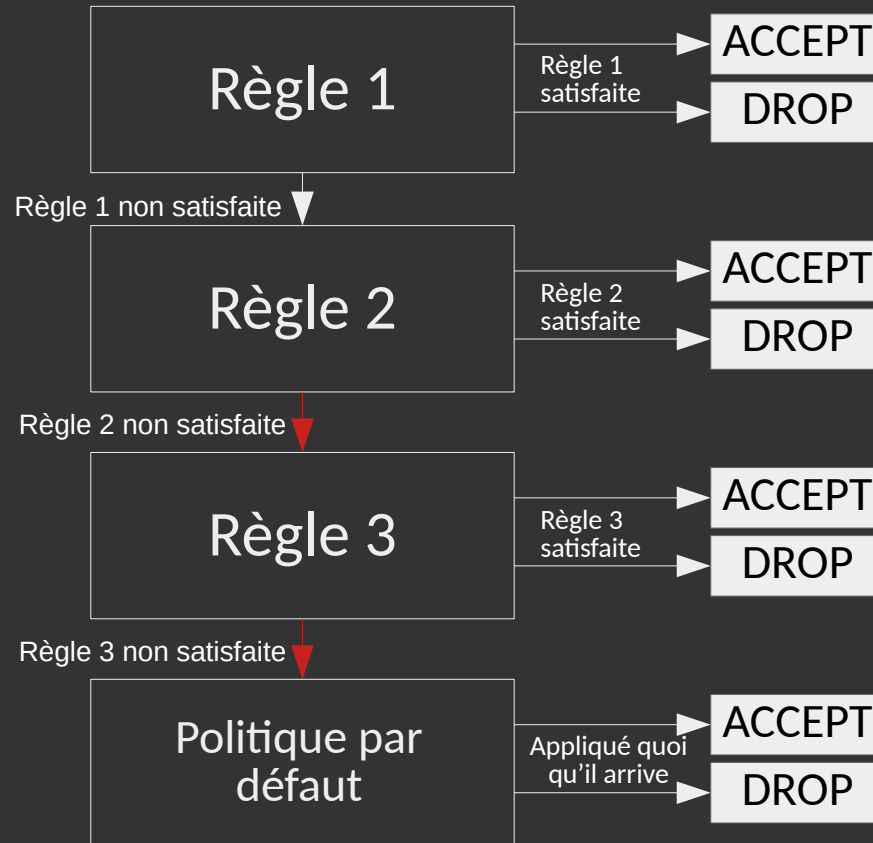 Règle 1
Règle 1
satisfaite
ACCEPT
DROP
Règle 1 non satisfaite
Règle 2
Règle 2
satisfaite
ACCEPT
DROP
Règle 2 non satisfaite
Règle 3
Règle 3
satisfaite
ACCEPT
DROP
Règle 3 non satisfaite
Politique par
défaut
Appliqué quoi
qu’il arrive
ACCEPT
DROP